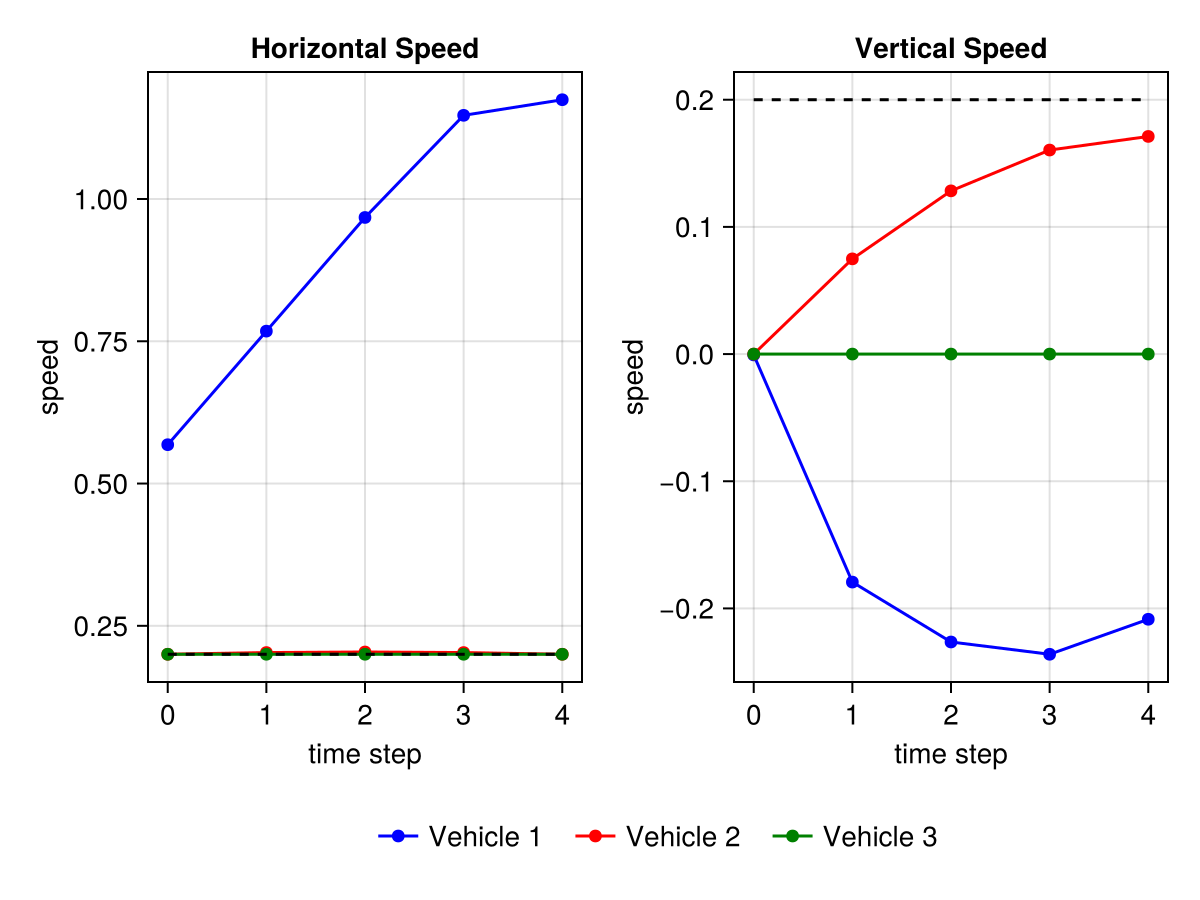 Horizontal Speed
1.00
0.75
0.50
0.25
speed
0 1 2 3 4
time step
Vertical Speed
0.2
0.1
0.0
−0.1
−0.2
speed
0 1 2 3 4
time step
Vehicle 1 Vehicle 2 Vehicle 3